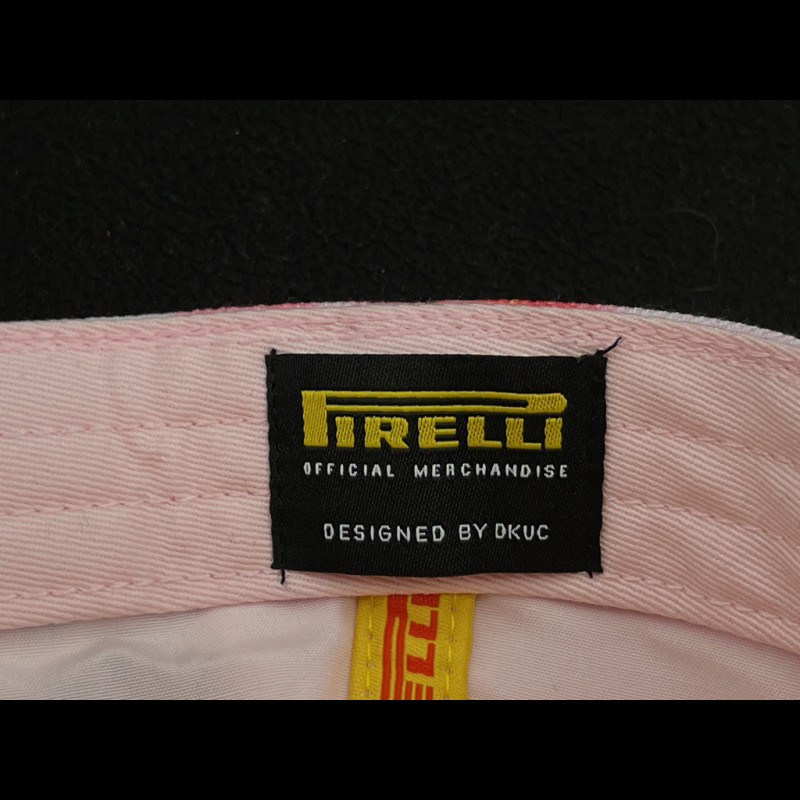 PIRELLI
OFFICIAL MERCHANDISE
DESIGNED BY DKUC